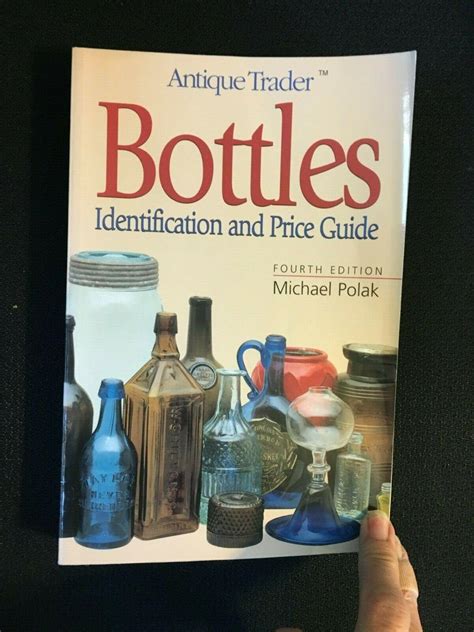 Antique Trader™
Bottles
Identification and Price Guide
FOURTH EDITION
Michael Polak